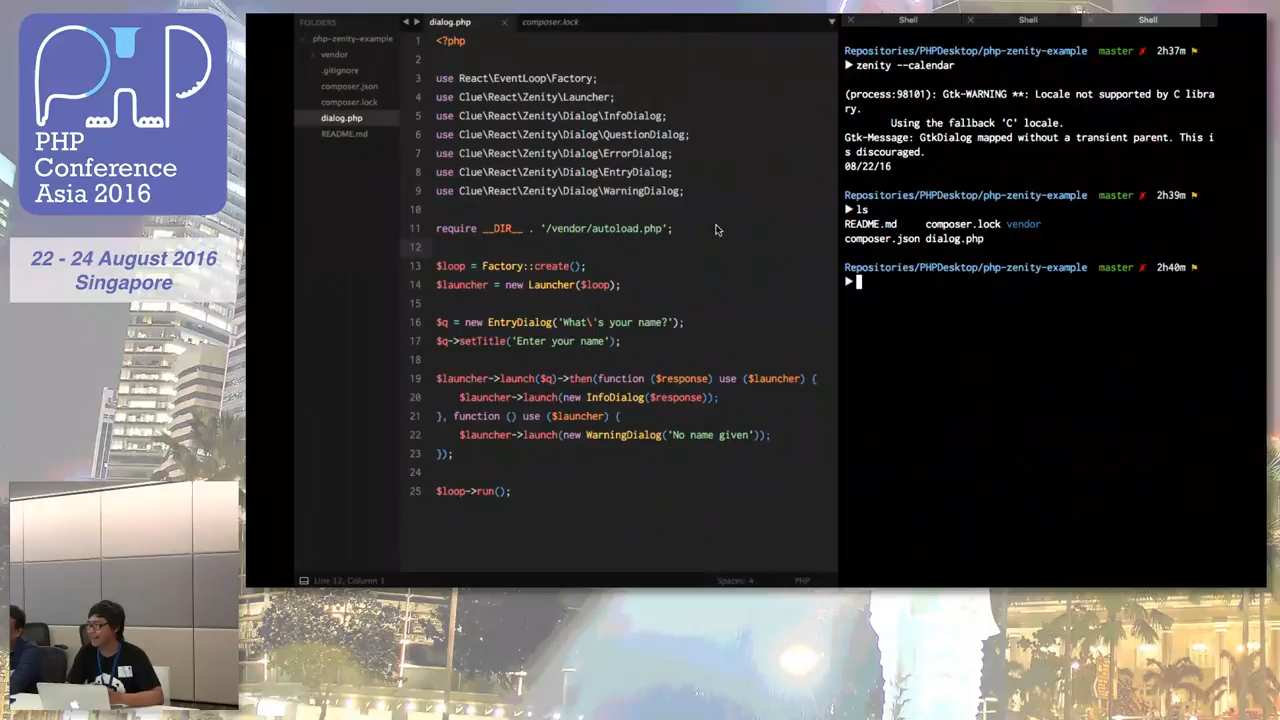 PHP
Conference
Asia 2016
22 - 24 August 2016
Singapore
FOLDERS
php-zenity-example
vendor
.gitignore
composer.json
composer.lock
dialog.php
README.md
dialog.php
composer.lock
1 <?php
2
3 use React\EventLoop\Factory;
4 use Clue\React\Zenity\Launcher;
5 use Clue\React\Zenity\Dialog\InfoDialog;
6 use Clue\React\Zenity\Dialog\QuestionDialog;
7 use Clue\React\Zenity\Dialog\ErrorDialog;
8 use Clue\React\Zenity\Dialog\EntryDialog;
9 use Clue\React\Zenity\Dialog\WarningDialog;
10
11 require __DIR__ . '/vendor/autoload.php';
12
13 $loop = Factory::create();
14 $launcher = new Launcher($loop);
15
16 $q = new EntryDialog('What\'s your name?');
17 $q->setTitle('Enter your name');
18
19 $launcher->launch($q)->then(function ($response) use ($launcher) {
20 $launcher->launch(new InfoDialog($response));
21 }, function () use ($launcher) {
22 $launcher->launch(new WarningDialog('No name given'));
23 });
24
25 $loop->run();
Line 12, Column 1
Spaces: 4
PHP
Shell
Shell
Shell
Repositories/PHPDesktop/php-zenity-example master ✗ 2h37m ⚑
▶ zenity --calendar
(process:98101): Gtk-WARNING **: Locale not supported by C libra
ry.
Using the fallback 'C' locale.
Gtk-Message: GtkDialog mapped without a transient parent. This i
s discouraged.
08/22/16
Repositories/PHPDesktop/php-zenity-example master ✗ 2h39m ⚑
▶ ls
README.md composer.lock vendor
composer.json dialog.php
Repositories/PHPDesktop/php-zenity-example master ✗ 2h40m ⚑
▶